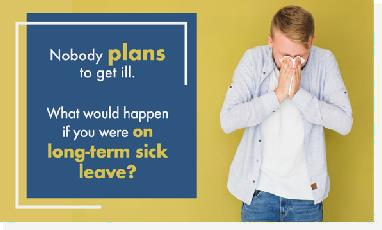 Nobody plans
to get ill.
What would happen
if you were on
long-term sick
leave?